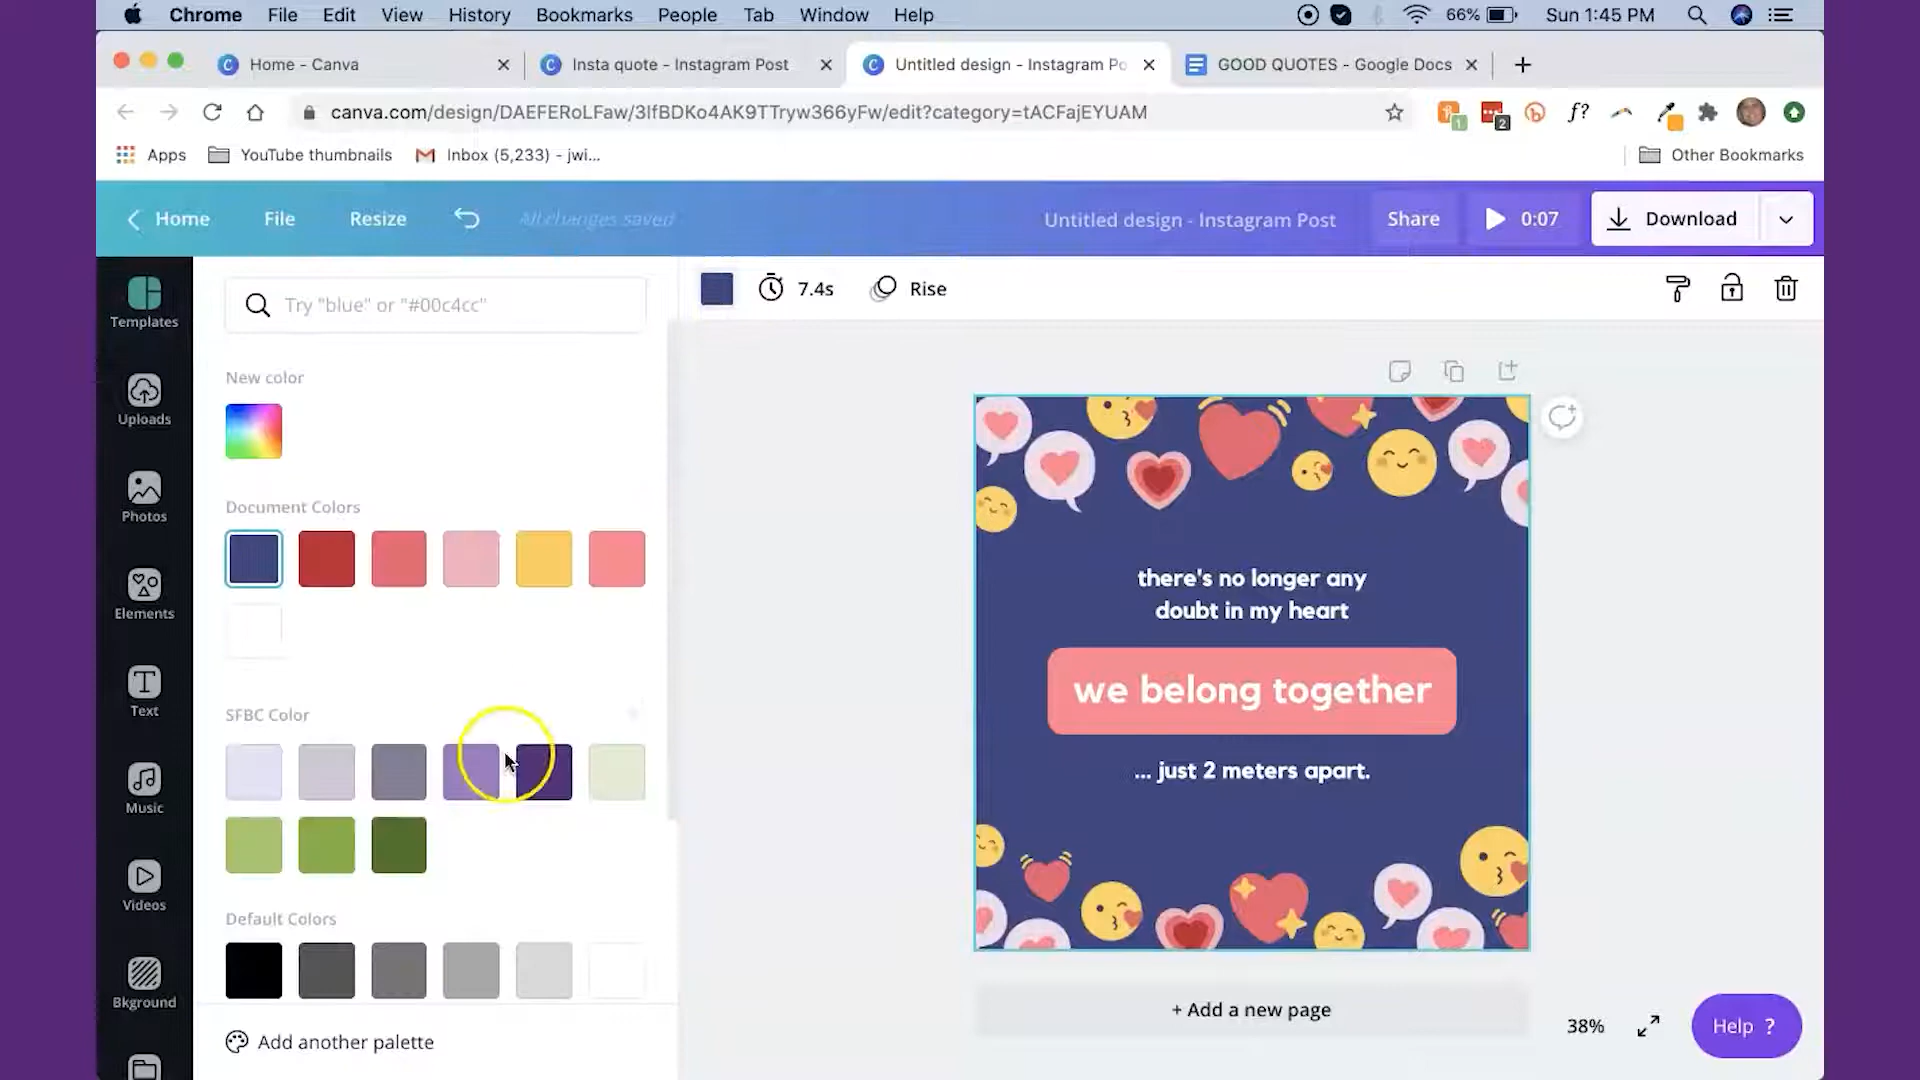 Chrome File Edit View History Bookmarks People Tab Window Help 66% Sun 1:45 PM
Home - Canva Insta quote - Instagram Post Untitled design - Instagram Po GOOD QUOTES - Google Docs
canva.com/design/DAEFERoLFaw/3IfBDKo4AK9TTryw366yFw/edit?category=tACFajEYUAM f? 1 2
Apps YouTube thumbnails Inbox (5,233) - jwi... Other Bookmarks
Home File Resize All changes saved Untitled design - Instagram Post Share 0:07 Download
Try "blue" or "#00c4cc" 7.4s Rise
Templates
Uploads
Photos
Elements
Text
Music
Videos
Bkground
New color
Document Colors
SFBC Color
Default Colors
Add another palette
there's no longer any
doubt in my heart
we belong together
... just 2 meters apart.
+ Add a new page
38% Help ?